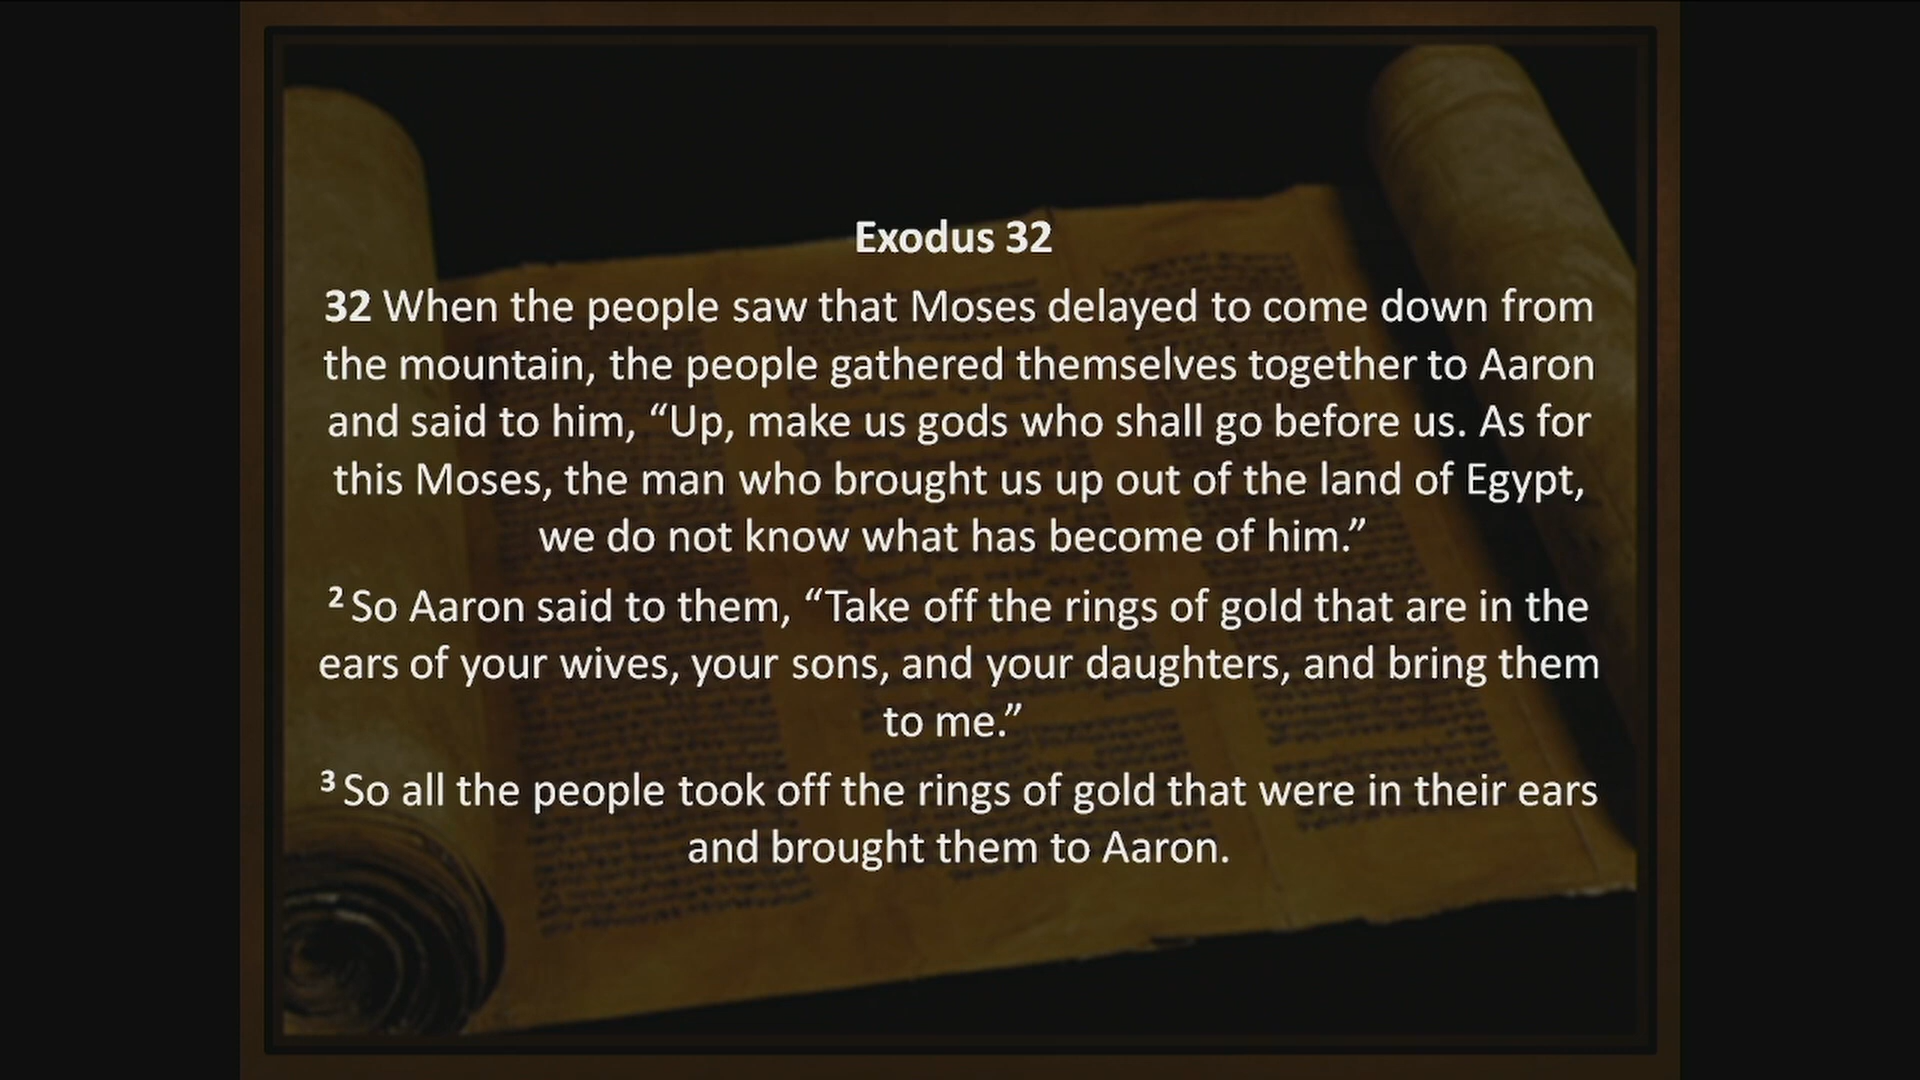 Exodus 32
32 When the people saw that Moses delayed to come down from
the mountain, the people gathered themselves together to Aaron
and said to him, “Up, make us gods who shall go before us. As for
this Moses, the man who brought us up out of the land of Egypt,
we do not know what has become of him.”
2 So Aaron said to them, “Take off the rings of gold that are in the
ears of your wives, your sons, and your daughters, and bring them
to me.”
3 So all the people took off the rings of gold that were in their ears
and brought them to Aaron.